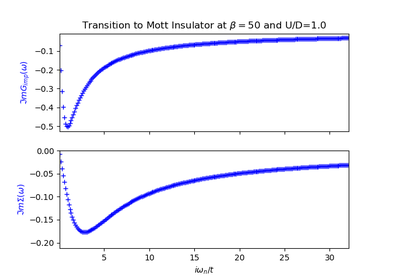 Transition to Mott Insulator at β = 50 and U/D=1.0
−0.1
−0.2
−0.3
−0.4
−0.5
ℑmG_imp(ω)
0.00
−0.05
−0.10
−0.15
−0.20
ℑmΣ(ω)
5 10 15 20 25 30
iω_n/t